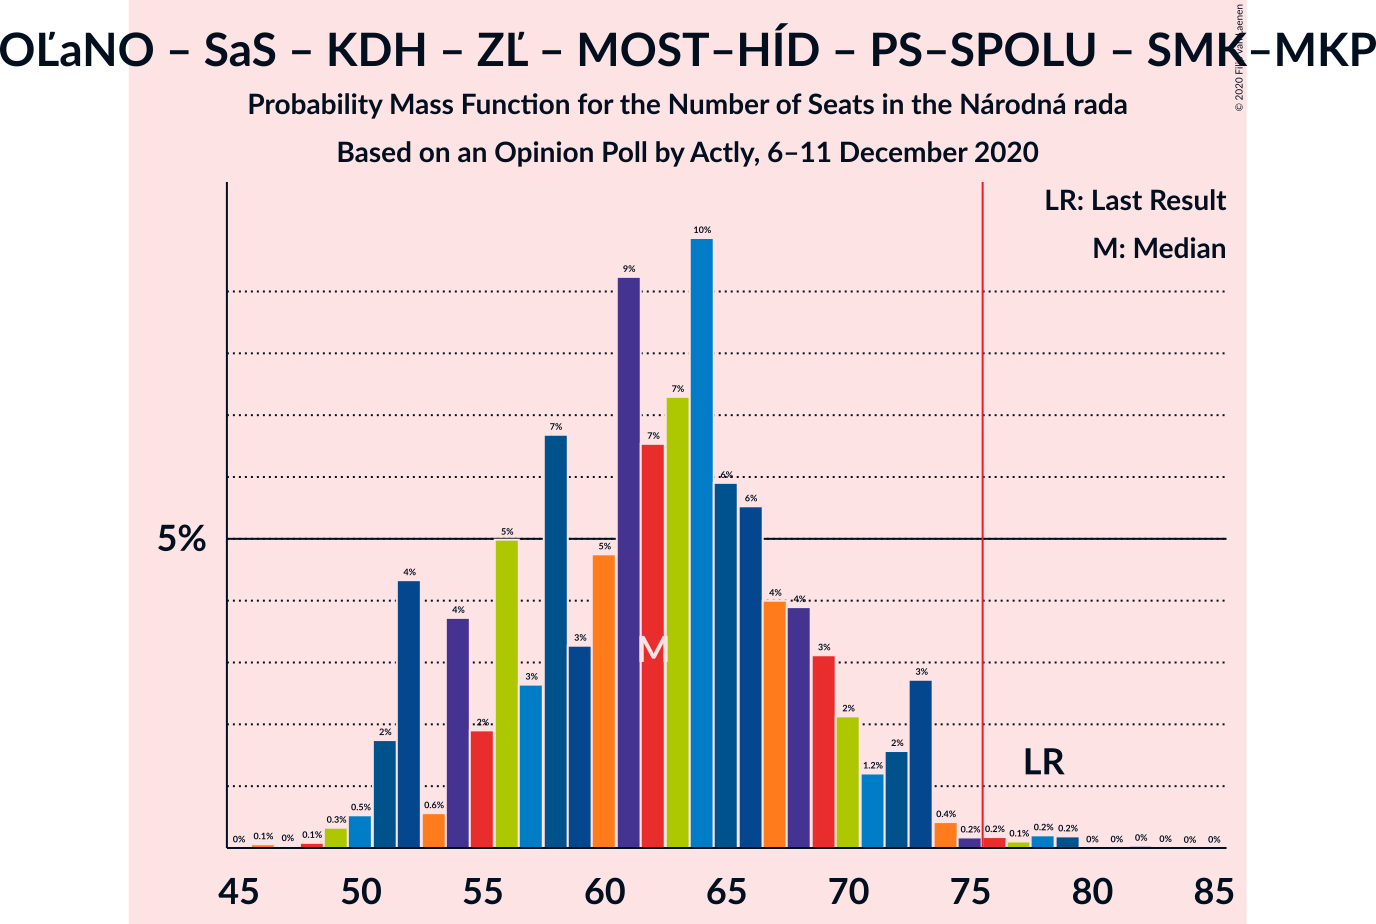 OĽaNO – SaS – KDH – ZĽ – MOST–HÍD – PS–SPOLU – SMK–MKP
Probability Mass Function for the Number of Seats in the Národná rada
Based on an Opinion Poll by Actly, 6–11 December 2020
© 2020
LR: Last Result
M: Median
10%
9%
7%
7%
7%
6%
6%
5%
5%
5%
4%
4%
4%
4%
3%
3%
3%
3%
2%
2%
2%
2%
1.2%
0.6%
0.5%
0.4%
0.3%
0% 0.1% 0% 0.1%
0.2% 0.2% 0.1% 0.2% 0.2% 0% 0% 0% 0% 0% 0%
M
LR
45 50 55 60 65 70 75 80 85